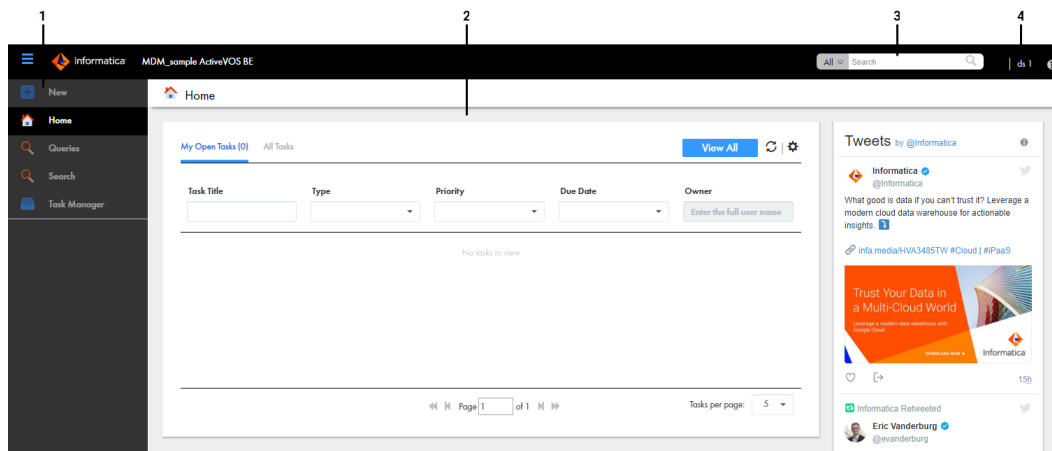 1
2
3
4
Informatica MDM_sample ActiveVOS BE
All Search
ds 1
New
Home
Queries
Search
Task Manager
Home
My Open Tasks (0) All Tasks View All
Task Title Type Priority Due Date Owner
Enter the full user name
No tasks to view
Page 1 of 1
Tasks per page: 5
Tweets by @Informatica
Informatica
@Informatica
What good is data if you can't trust it? Leverage a
modern cloud data warehouse for actionable
insights.
infa.media/HVA3485TW #Cloud | #iPaaS
Trust Your Data in
a Multi-Cloud World
Leverage a modern data warehouse with
Google Cloud
DOWNLOAD NOW
Informatica
15h
Informatica Retweeted
Eric Vanderburg
@evanderburg